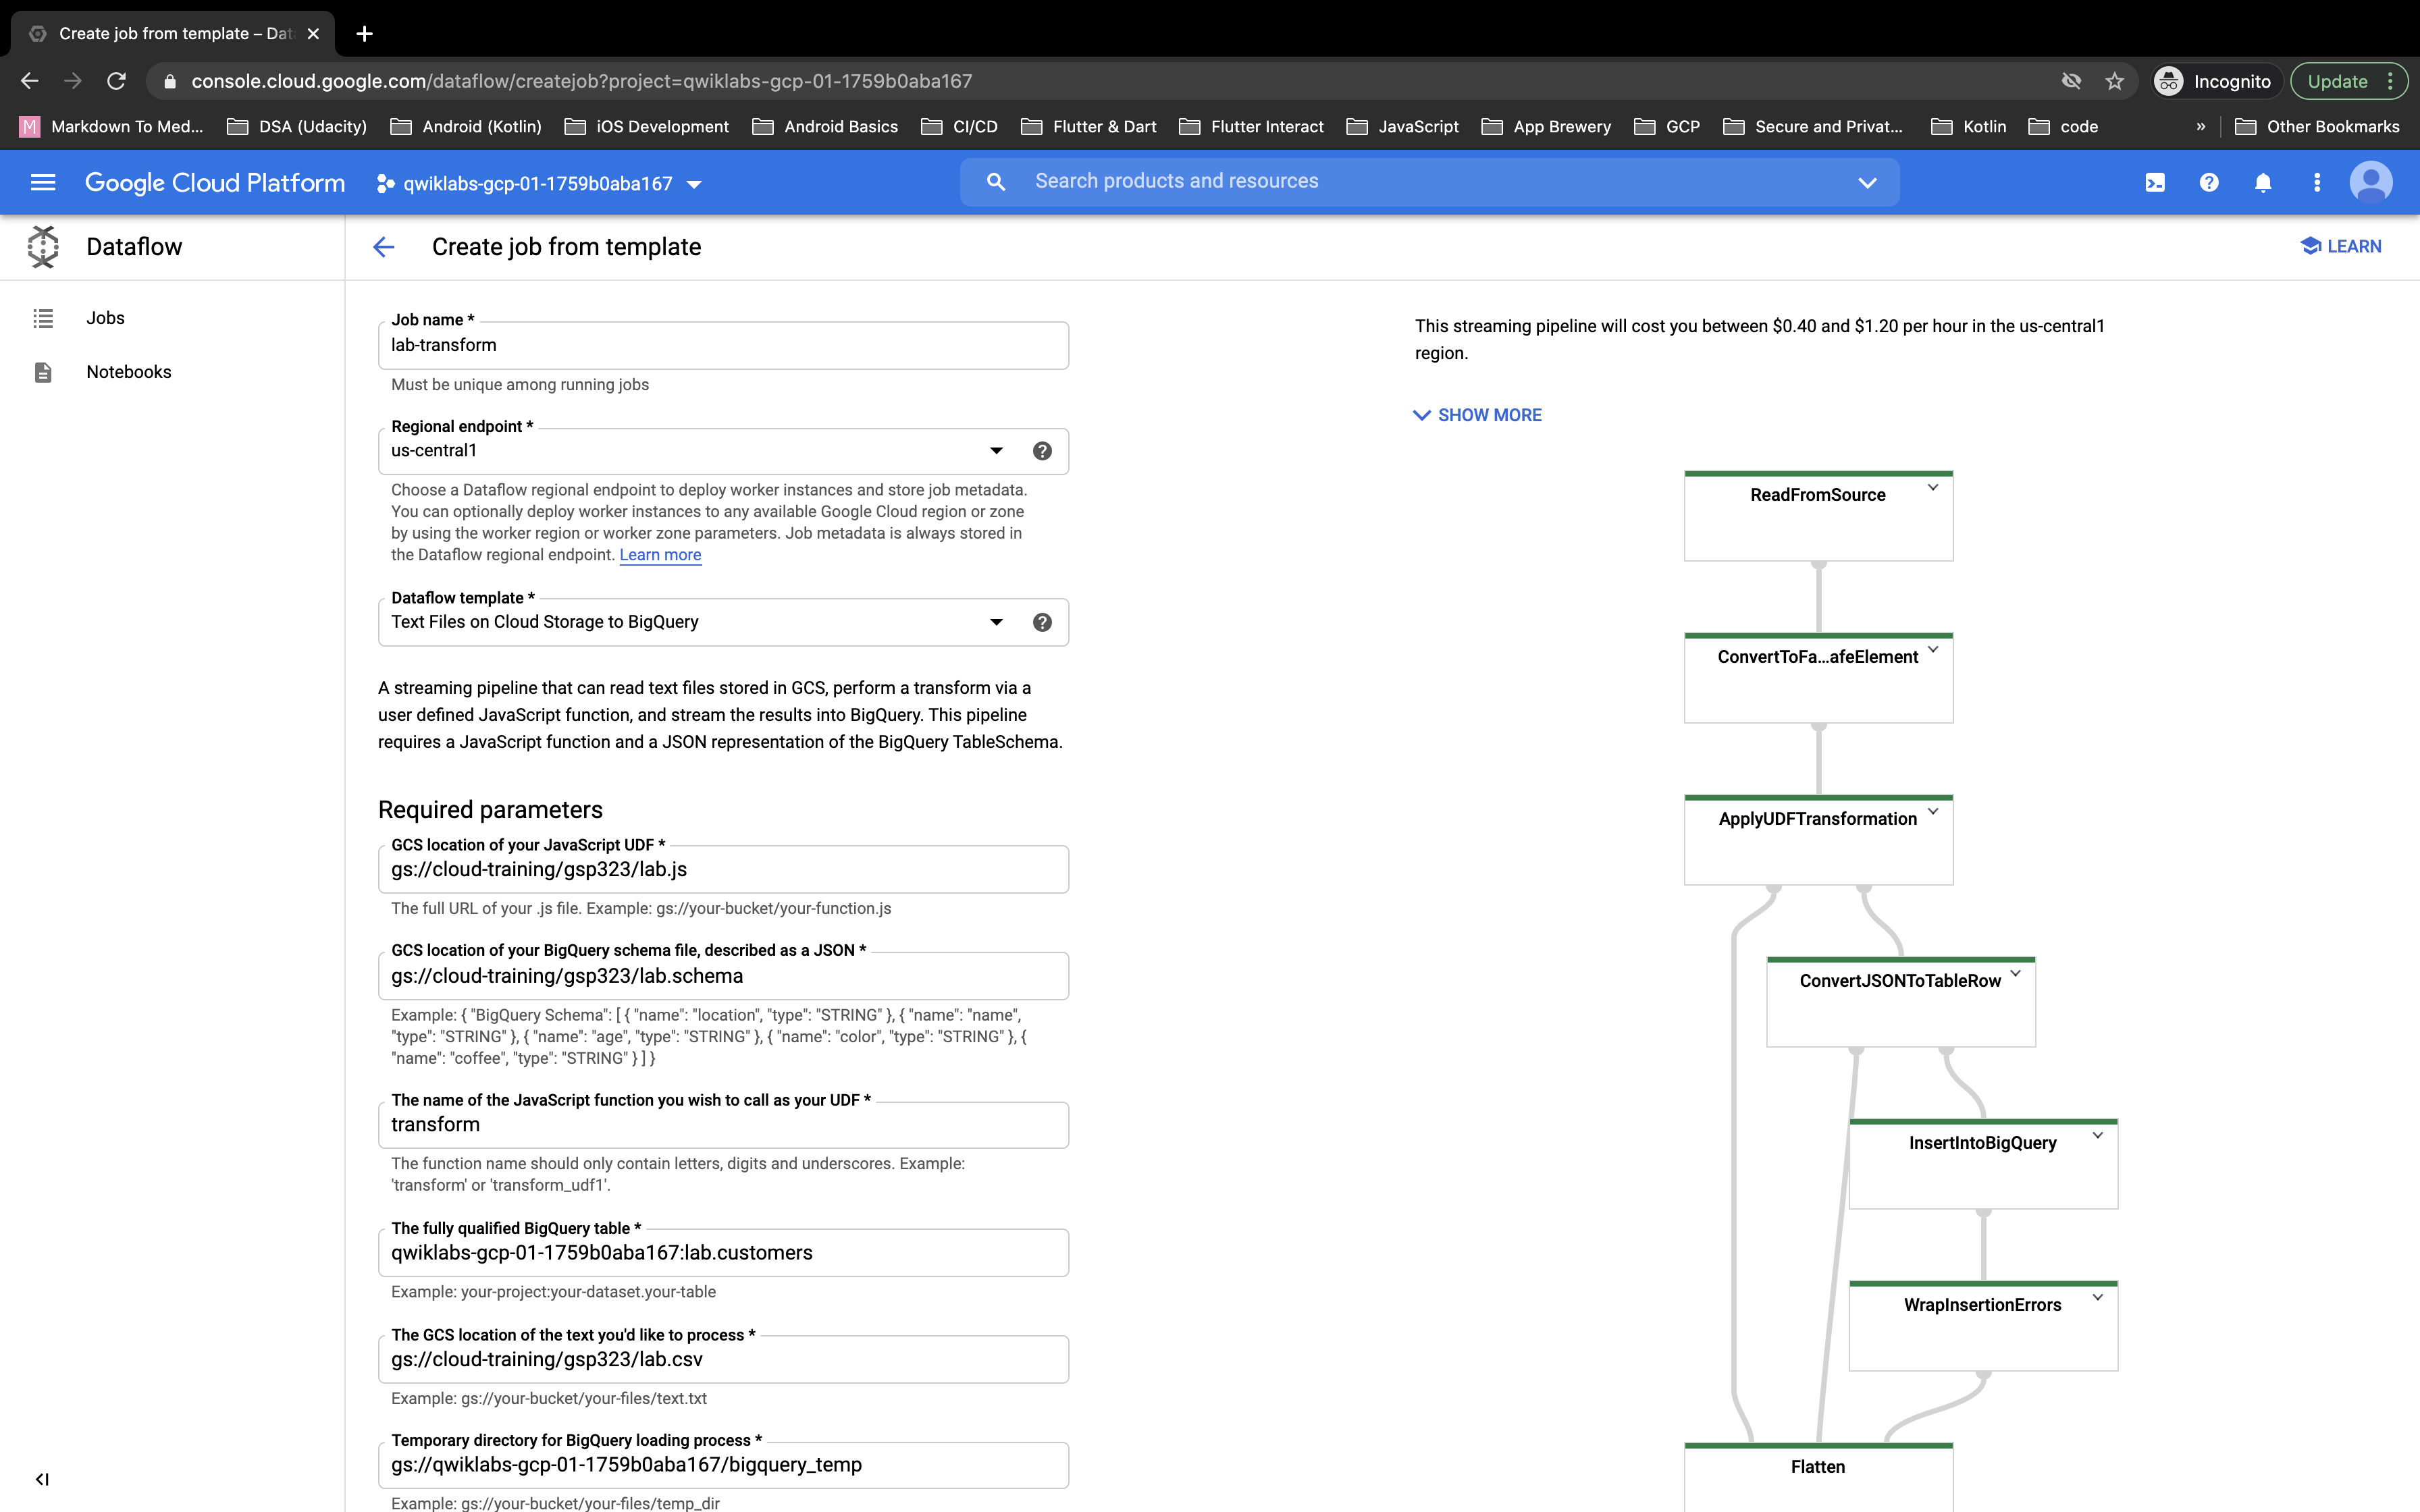 Create job from template – Dat
console.cloud.google.com/dataflow/createjob?project=qwiklabs-gcp-01-1759b0aba167
Incognito
Update
M
Markdown To Med...
DSA (Udacity)
Android (Kotlin)
iOS Development
Android Basics
CI/CD
Flutter & Dart
Flutter Interact
JavaScript
App Brewery
GCP
Secure and Privat...
Kotlin
code
»
Other Bookmarks
Google Cloud Platform
qwiklabs-gcp-01-1759b0aba167
Search products and resources
Dataflow
Create job from template
LEARN
Jobs
Notebooks
Job name *
lab-transform
Must be unique among running jobs
Regional endpoint *
us-central1
Choose a Dataflow regional endpoint to deploy worker instances and store job metadata.
You can optionally deploy worker instances to any available Google Cloud region or zone
by using the worker region or worker zone parameters. Job metadata is always stored in
the Dataflow regional endpoint. Learn more
Dataflow template *
Text Files on Cloud Storage to BigQuery
A streaming pipeline that can read text files stored in GCS, perform a transform via a
user defined JavaScript function, and stream the results into BigQuery. This pipeline
requires a JavaScript function and a JSON representation of the BigQuery TableSchema.
Required parameters
GCS location of your JavaScript UDF *
gs://cloud-training/gsp323/lab.js
The full URL of your .js file. Example: gs://your-bucket/your-function.js
GCS location of your BigQuery schema file, described as a JSON *
gs://cloud-training/gsp323/lab.schema
Example: { "BigQuery Schema": [ { "name": "location", "type": "STRING" }, { "name": "name",
"type": "STRING" }, { "name": "age", "type": "STRING" }, { "name": "color", "type": "STRING" }, {
"name": "coffee", "type": "STRING" } ] }
The name of the JavaScript function you wish to call as your UDF *
transform
The function name should only contain letters, digits and underscores. Example:
'transform' or 'transform_udf1'.
The fully qualified BigQuery table *
qwiklabs-gcp-01-1759b0aba167:lab.customers
Example: your-project:your-dataset.your-table
The GCS location of the text you'd like to process *
gs://cloud-training/gsp323/lab.csv
Example: gs://your-bucket/your-files/text.txt
Temporary directory for BigQuery loading process *
gs://qwiklabs-gcp-01-1759b0aba167/bigquery_temp
Example: gs://your-bucket/your-files/temp_dir
This streaming pipeline will cost you between $0.40 and $1.20 per hour in the us-central1
region.
SHOW MORE
ReadFromSource
ConvertToFa...afeElement
ApplyUDFTransformation
ConvertJSONToTableRow
InsertIntoBigQuery
WrapInsertionErrors
Flatten